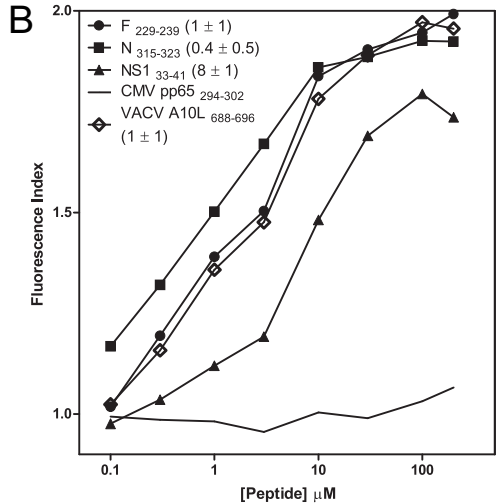 B
F 229-239 (1 ± 1)
N 315-323 (0.4 ± 0.5)
NS1 33-41 (8 ± 1)
CMV pp65 294-302
VACV A10L 688-696
(1 ± 1)
2.0
1.5
1.0
Fluorescence Index
0.1 1 10 100
[Peptide] μM